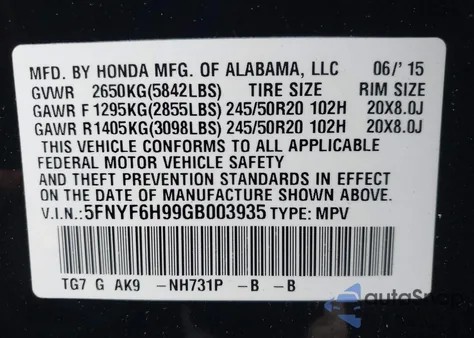 MFD. BY HONDA MFG. OF ALABAMA, LLC 06/'15
GVWR 2650KG(5842LBS) TIRE SIZE RIM SIZE
GAWR F 1295KG(2855LBS) 245/50R20 102H 20X8.0J
GAWR R 1405KG(3098LBS) 245/50R20 102H 20X8.0J
THIS VEHICLE CONFORMS TO ALL APPLICABLE
FEDERAL MOTOR VEHICLE SAFETY
AND THEFT PREVENTION STANDARDS IN EFFECT
ON THE DATE OF MANUFACTURE SHOWN ABOVE.
V.I.N.:5FNYF6H99GB003935 TYPE: MPV
TG7 G AK9 -NH731P -B -B